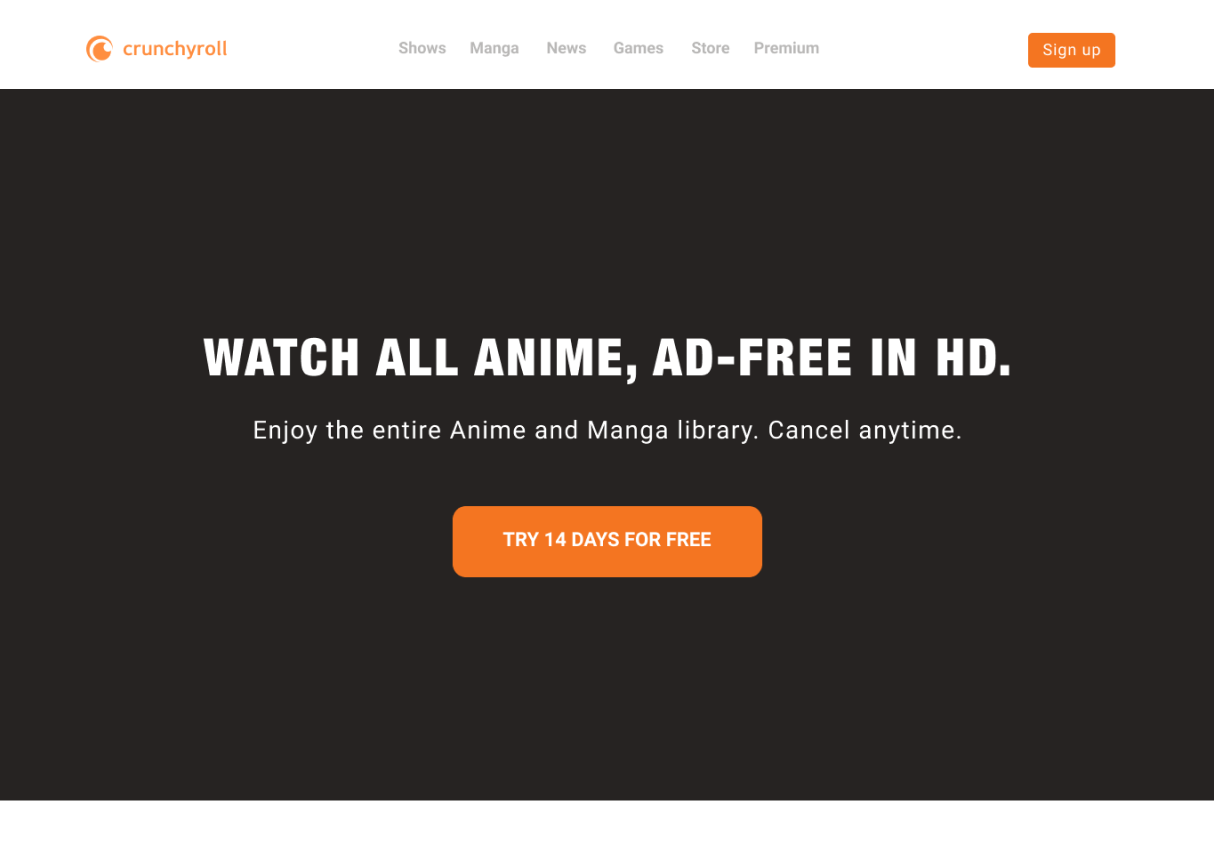 crunchyroll
Shows Manga News Games Store Premium
Sign up
WATCH ALL ANIME, AD-FREE IN HD.
Enjoy the entire Anime and Manga library. Cancel anytime.
TRY 14 DAYS FOR FREE